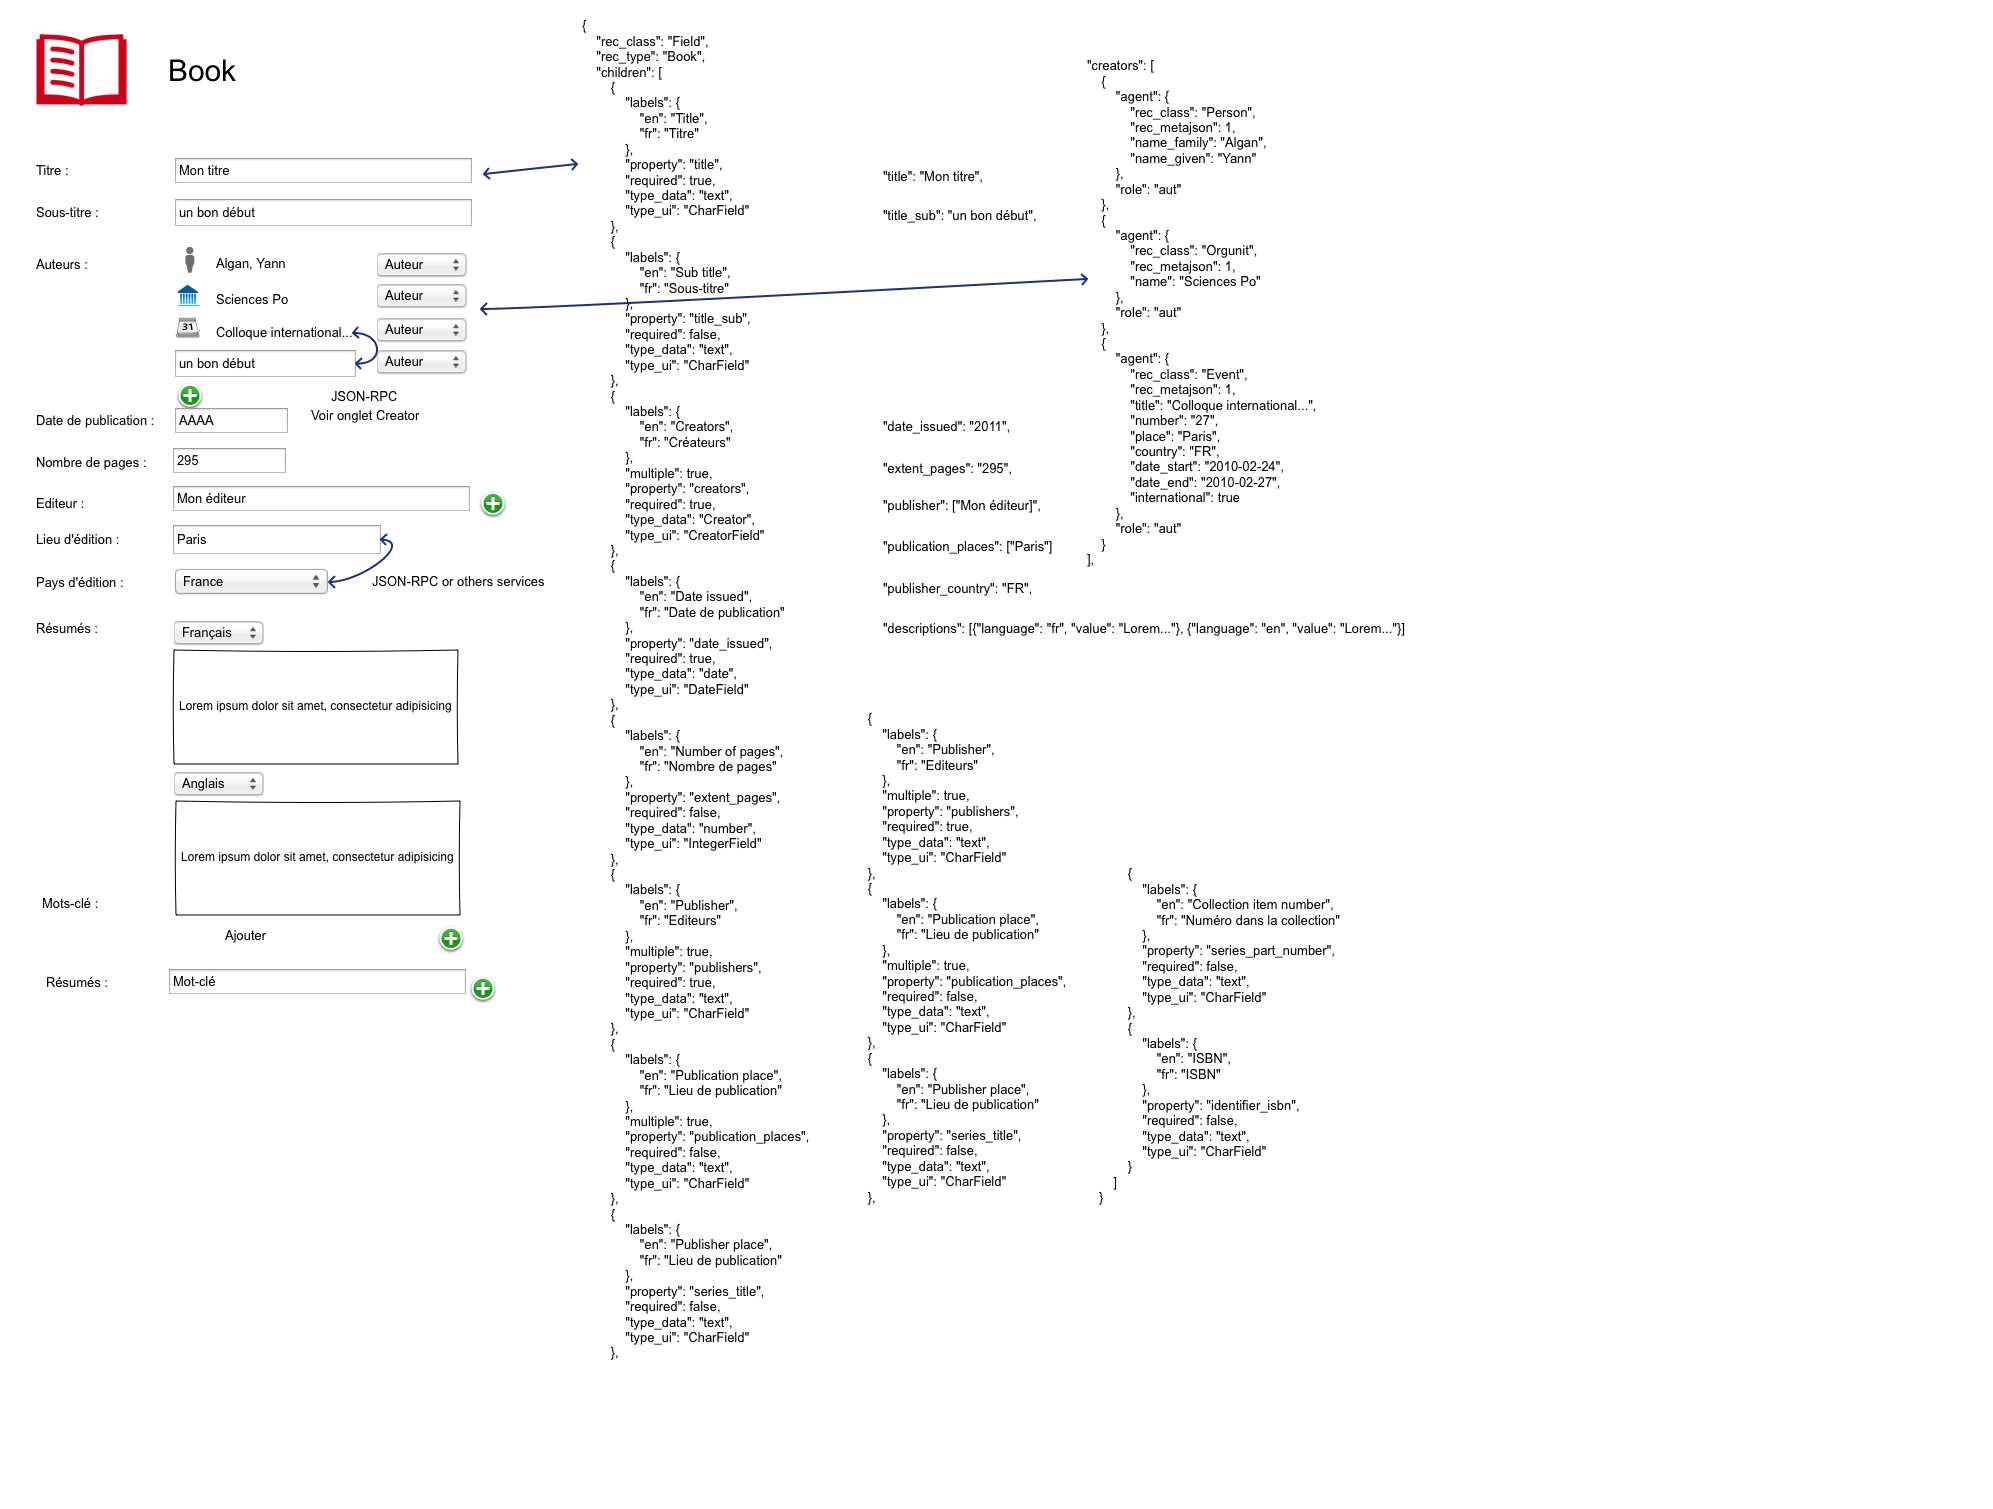 Book
Titre :
Mon titre
Sous-titre :
un bon début
Auteurs :
Algan, Yann
Auteur
Sciences Po
Auteur
31
Colloque international...
Auteur
un bon début
Auteur
JSON-RPC
Voir onglet Creator
Date de publication :
AAAA
Nombre de pages :
295
Editeur :
Mon éditeur
Lieu d'édition :
Paris
Pays d'édition :
France
JSON-RPC or others services
Résumés :
Français
Lorem ipsum dolor sit amet, consectetur adipisicing
Anglais
Lorem ipsum dolor sit amet, consectetur adipisicing
Mots-clé :
Ajouter
Résumés :
Mot-clé
{
"rec_class": "Field",
"rec_type": "Book",
"children": [
{
"labels": {
"en": "Title",
"fr": "Titre"
},
"property": "title",
"required": true,
"type_data": "text",
"type_ui": "CharField"
},
{
"labels": {
"en": "Sub title",
"fr": "Sous-titre"
},
"property": "title_sub",
"required": false,
"type_data": "text",
"type_ui": "CharField"
},
{
"labels": {
"en": "Creators",
"fr": "Créateurs"
},
"multiple": true,
"property": "creators",
"required": true,
"type_data": "Creator",
"type_ui": "CreatorField"
},
{
"labels": {
"en": "Date issued",
"fr": "Date de publication"
},
"property": "date_issued",
"required": true,
"type_data": "date",
"type_ui": "DateField"
},
{
"labels": {
"en": "Number of pages",
"fr": "Nombre de pages"
},
"property": "extent_pages",
"required": false,
"type_data": "number",
"type_ui": "IntegerField"
},
{
"labels": {
"en": "Publisher",
"fr": "Editeurs"
},
"multiple": true,
"property": "publishers",
"required": true,
"type_data": "text",
"type_ui": "CharField"
},
{
"labels": {
"en": "Publication place",
"fr": "Lieu de publication"
},
"multiple": true,
"property": "publication_places",
"required": false,
"type_data": "text",
"type_ui": "CharField"
},
{
"labels": {
"en": "Publisher place",
"fr": "Lieu de publication"
},
"property": "series_title",
"required": false,
"type_data": "text",
"type_ui": "CharField"
},
"title": "Mon titre",
"title_sub": "un bon début",
"date_issued": "2011",
"extent_pages": "295",
"publisher": ["Mon éditeur]",
"publication_places": ["Paris"]
"publisher_country": "FR",
"descriptions": [{"language": "fr", "value": "Lorem..."}, {"language": "en", "value": "Lorem..."}]
{
"labels": {
"en": "Publisher",
"fr": "Editeurs"
},
"multiple": true,
"property": "publishers",
"required": true,
"type_data": "text",
"type_ui": "CharField"
},
{
"labels": {
"en": "Publication place",
"fr": "Lieu de publication"
},
"multiple": true,
"property": "publication_places",
"required": false,
"type_data": "text",
"type_ui": "CharField"
},
{
"labels": {
"en": "Publisher place",
"fr": "Lieu de publication"
},
"property": "series_title",
"required": false,
"type_data": "text",
"type_ui": "CharField"
},
"creators": [
{
"agent": {
"rec_class": "Person",
"rec_metajson": 1,
"name_family": "Algan",
"name_given": "Yann"
},
"role": "aut"
},
{
"agent": {
"rec_class": "Orgunit",
"rec_metajson": 1,
"name": "Sciences Po"
},
"role": "aut"
},
{
"agent": {
"rec_class": "Event",
"rec_metajson": 1,
"title": "Colloque international...",
"number": "27",
"place": "Paris",
"country": "FR",
"date_start": "2010-02-24",
"date_end": "2010-02-27",
"international": true
},
"role": "aut"
}
],
{
"labels": {
"en": "Collection item number",
"fr": "Numéro dans la collection"
},
"property": "series_part_number",
"required": false,
"type_data": "text",
"type_ui": "CharField"
},
{
"labels": {
"en": "ISBN",
"fr": "ISBN"
},
"property": "identifier_isbn",
"required": false,
"type_data": "text",
"type_ui": "CharField"
}
]
}